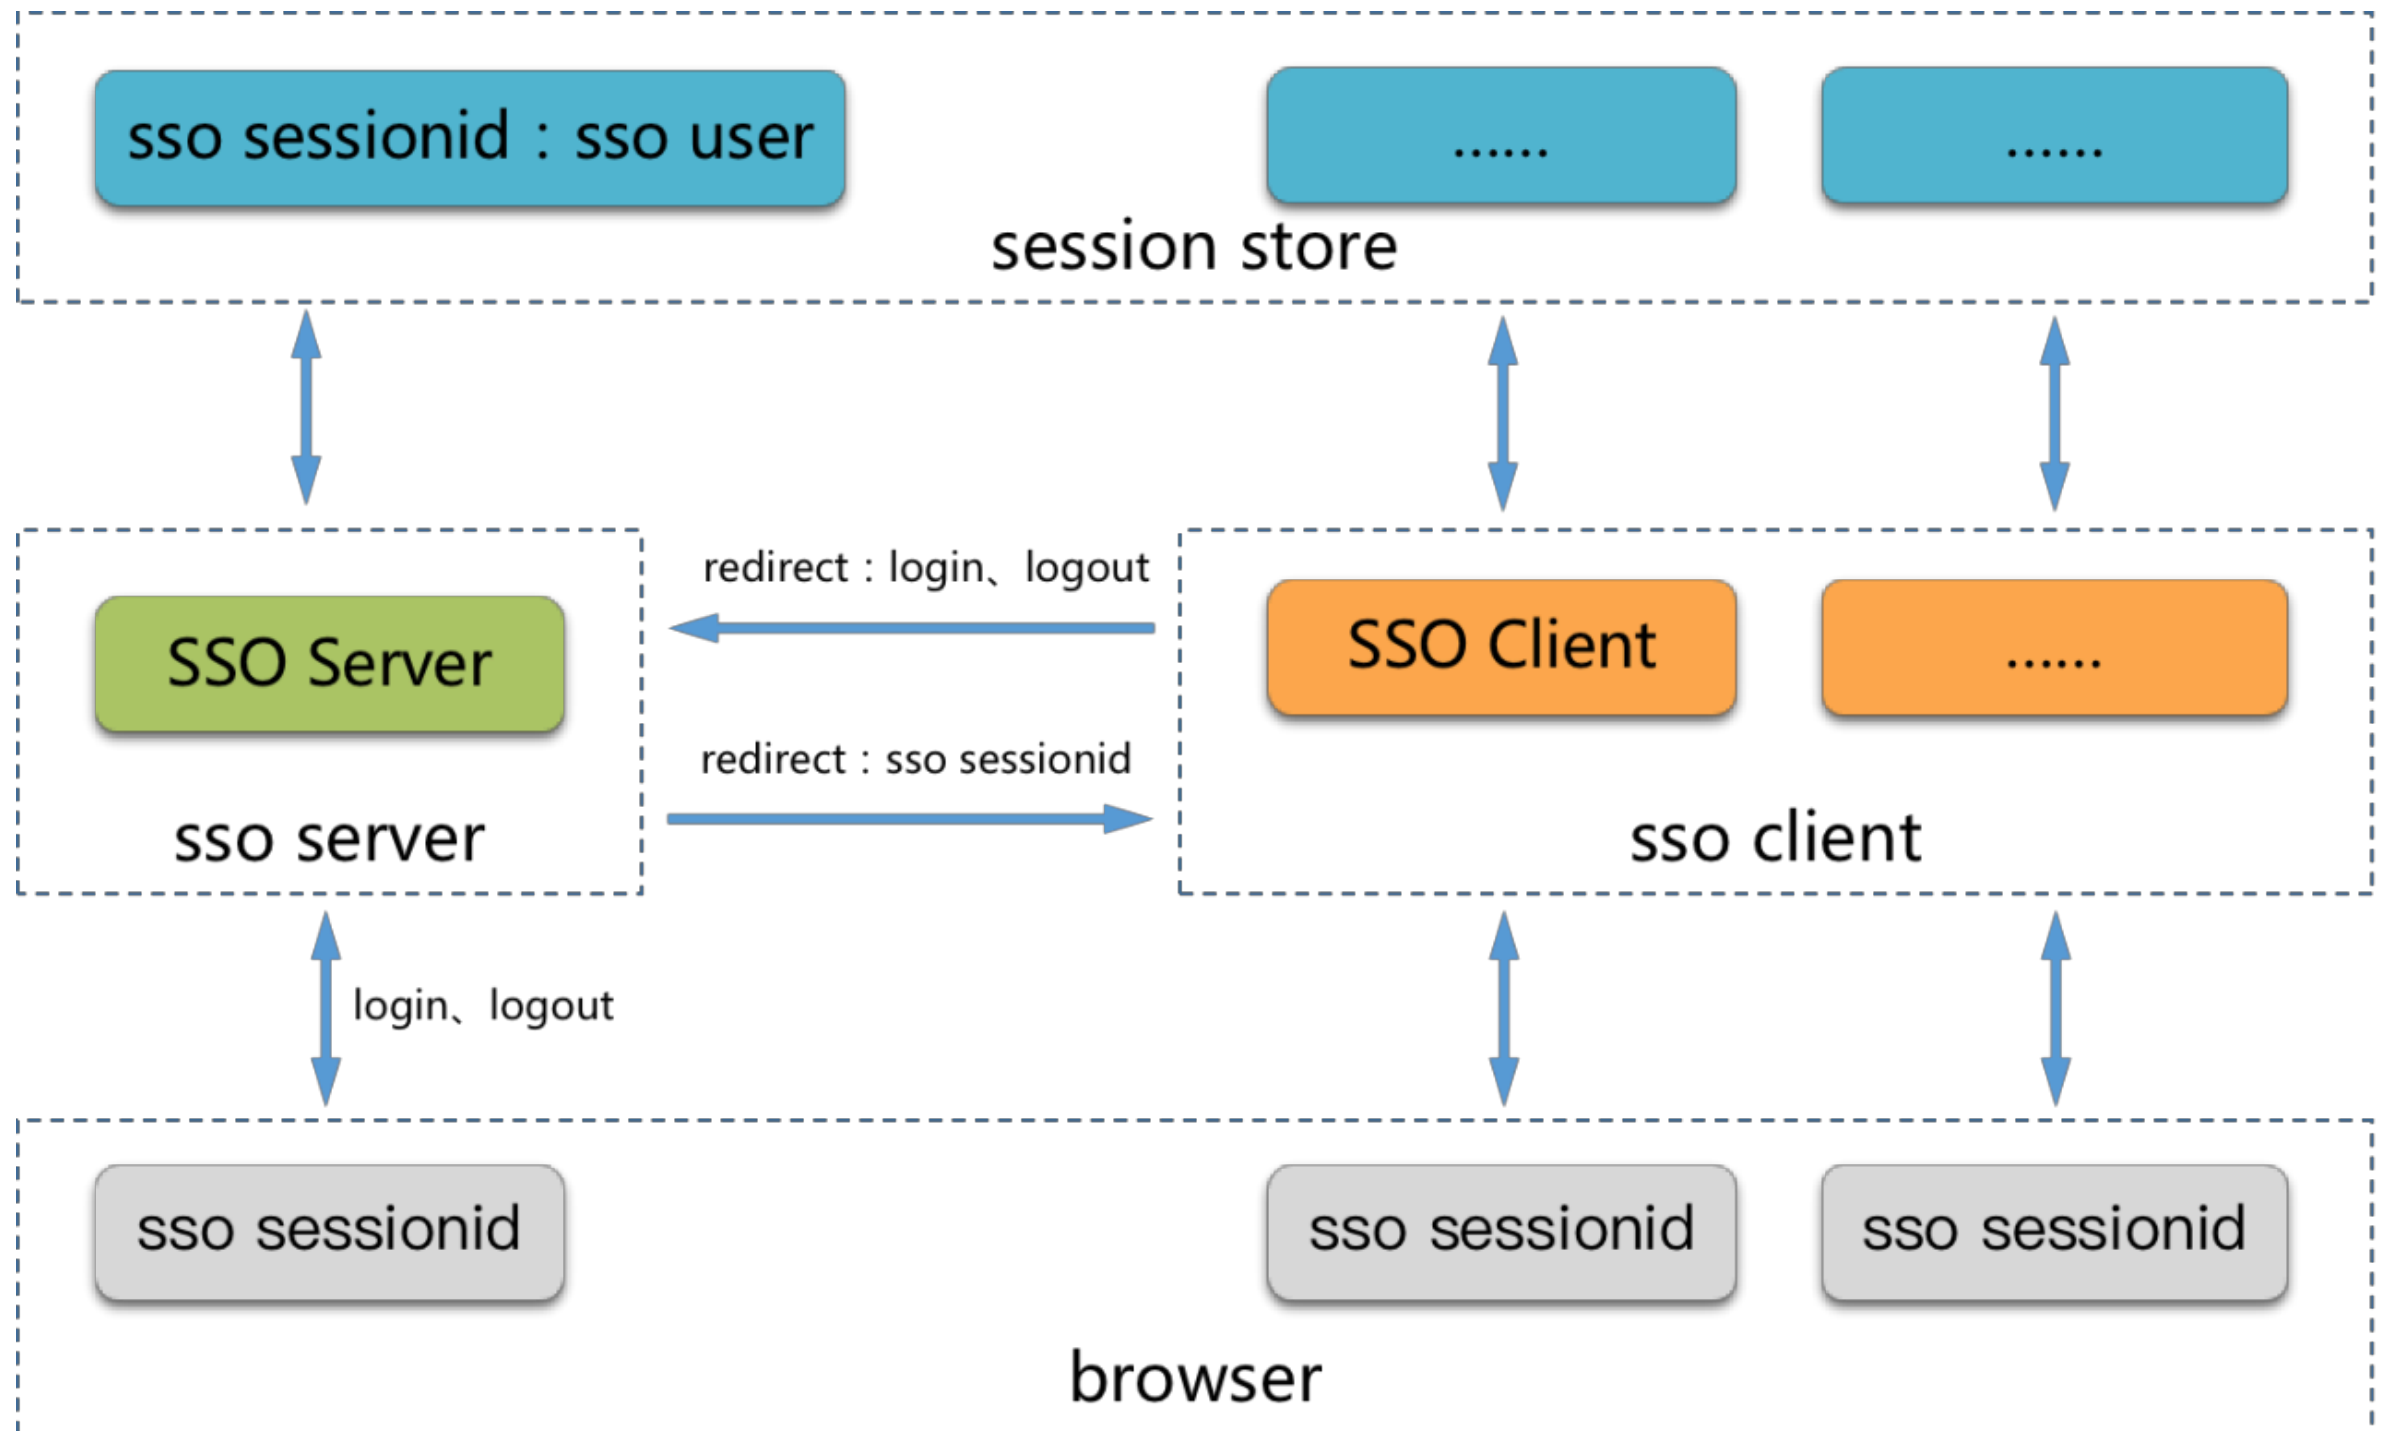 sso sessionid：sso user
......
......
session store
redirect：login、logout
SSO Server
SSO Client
......
redirect：sso sessionid
sso server
sso client
login、logout
sso sessionid
sso sessionid
sso sessionid
browser